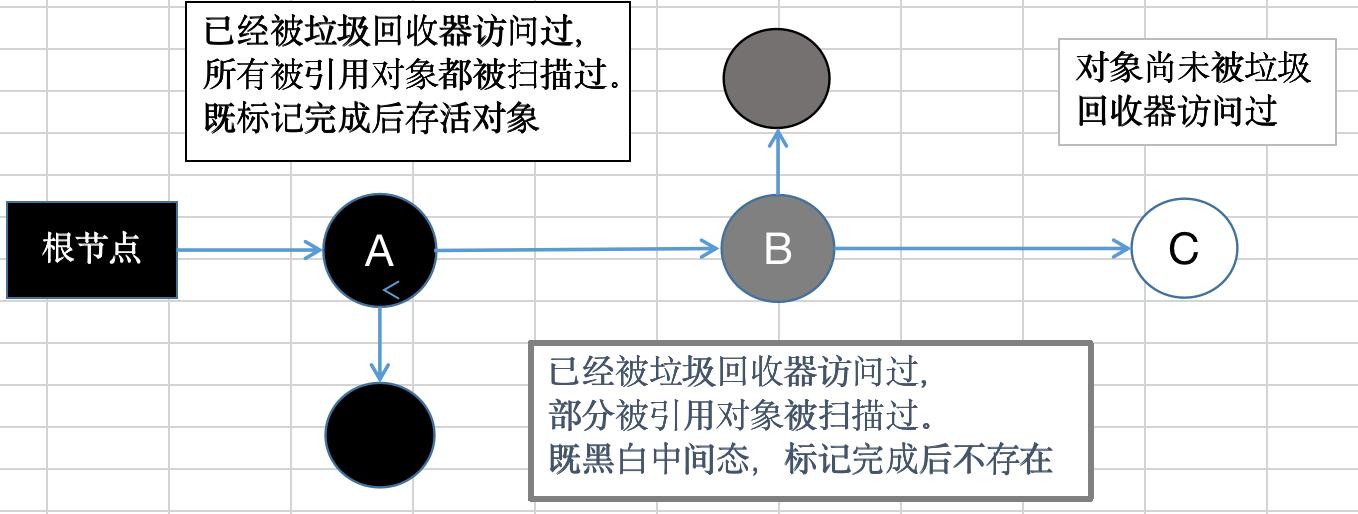 已经被垃圾回收器访问过，
所有被引用对象都被扫描过。
既标记完成后存活对象
对象尚未被垃圾
回收器访问过
根节点
A
<
B
C
已经被垃圾回收器访问过，
部分被引用对象被扫描过。
既黑白中间态，标记完成后不存在